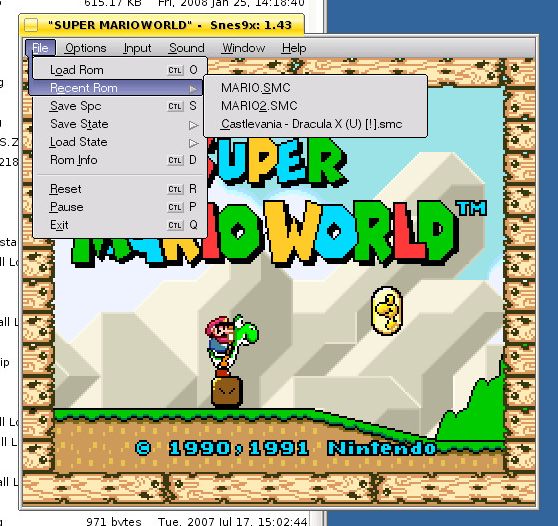 615.17 KB Fri, 2008 Jan 25, 14:18:40
"SUPER MARIOWORLD" - Snes9x: 1.43
File Options Input Sound Window Help
Load Rom CTL O
Recent Rom
Save Spc CTL S
Save State
Load State
Rom Info CTL D
Reset CTL R
Pause CTL P
Exit CTL Q
MARIO.SMC
MARIO2.SMC
Castlevania - Dracula X (U) [!].smc
SUPER
MARIO WORLD™
© 1990,1991 Nintendo
971 bytes Tue, 2007 Jul 17, 15:02:44